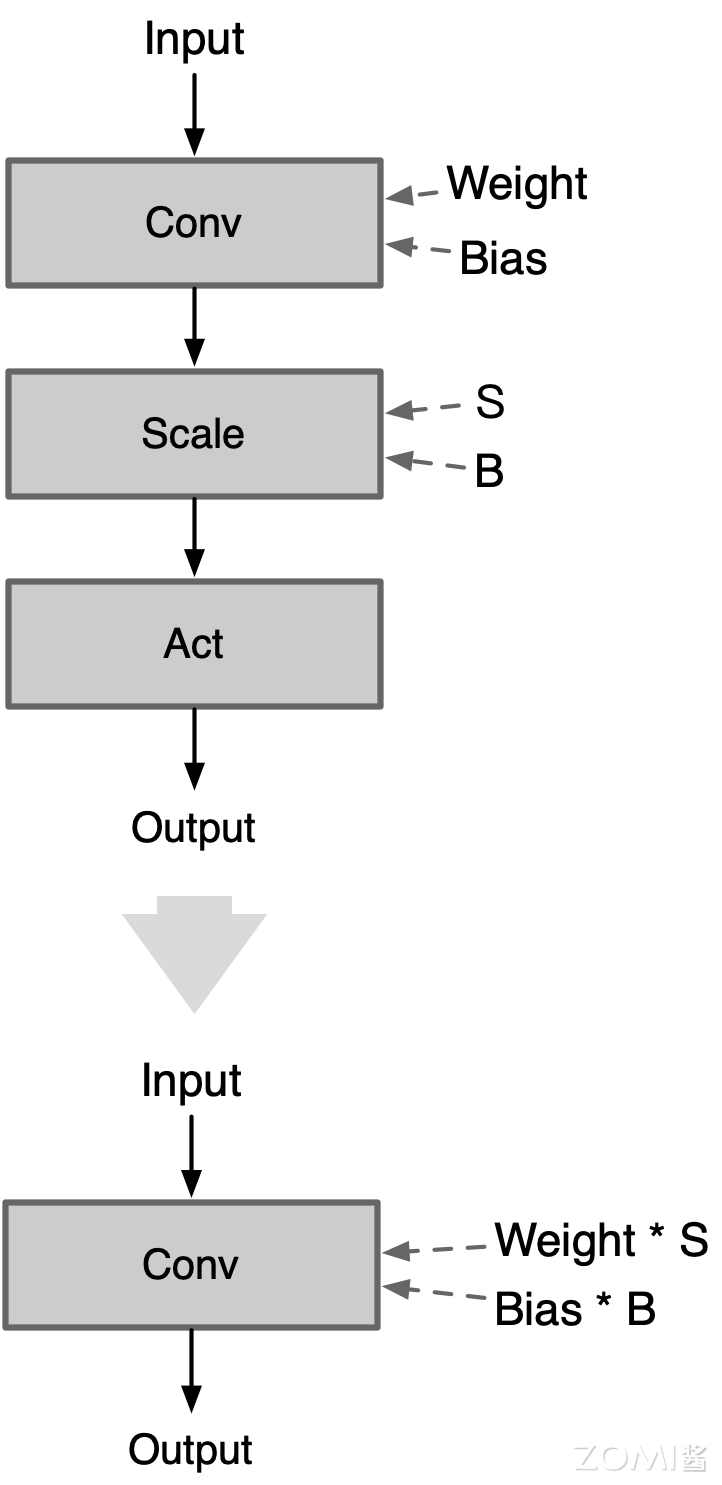 Input
Conv
Weight
Bias
Scale
S
B
Act
Output
Input
Conv
Weight * S
Bias * B
Output
ZOMI酱